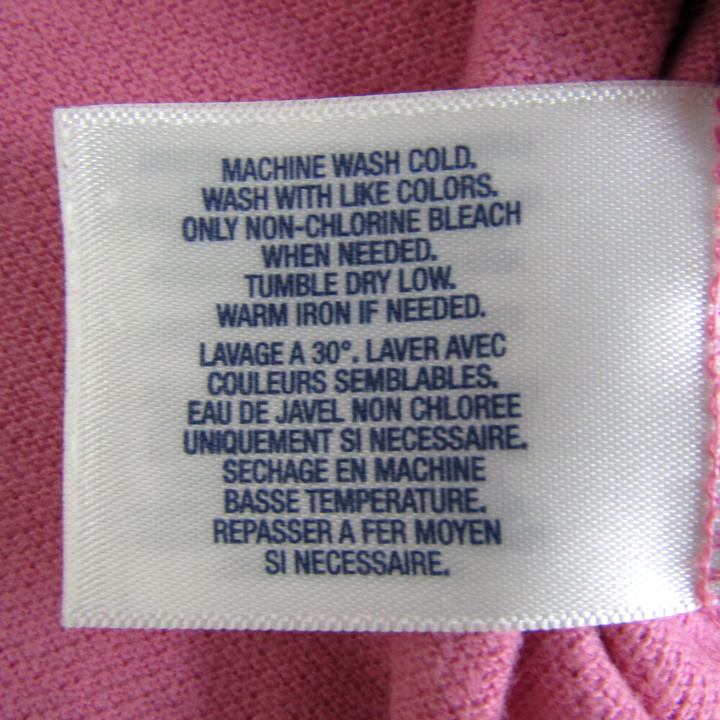 MACHINE WASH COLD.
WASH WITH LIKE COLORS.
ONLY NON-CHLORINE BLEACH
WHEN NEEDED.
TUMBLE DRY LOW.
WARM IRON IF NEEDED.
LAVAGE A 30°. LAVER AVEC
COULEURS SEMBLABLES.
EAU DE JAVEL NON CHLOREE
UNIQUEMENT SI NECESSAIRE.
SECHAGE EN MACHINE
BASSE TEMPERATURE.
REPASSER A FER MOYEN
SI NECESSAIRE.